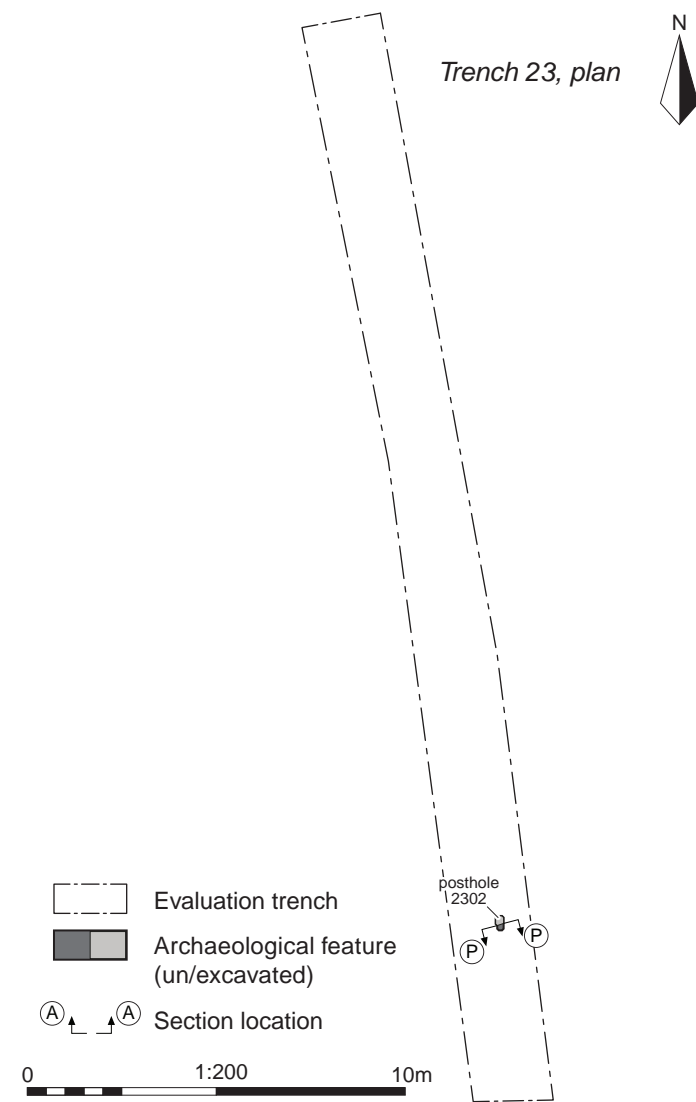 N
Trench 23, plan
posthole
2302
P
P
Evaluation trench
Archaeological feature
(un/excavated)
A
A
Section location
0
1:200
10m